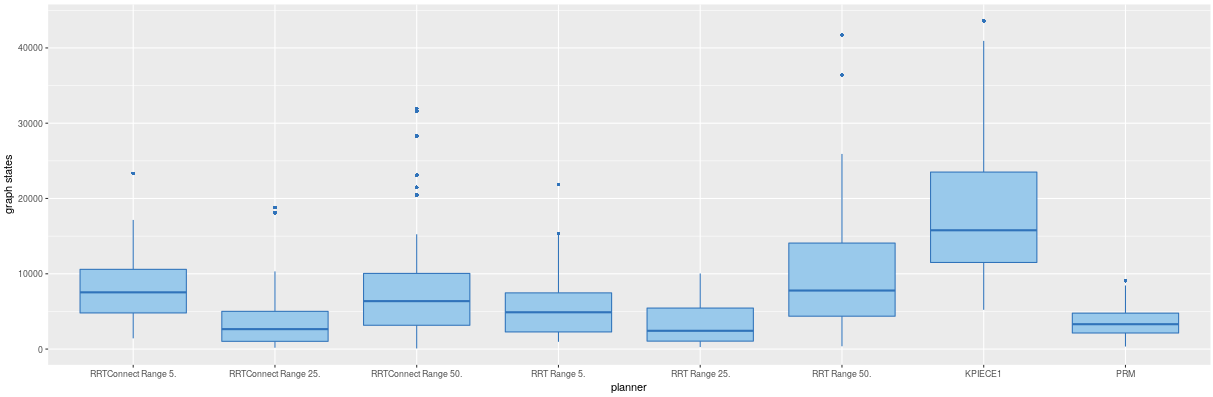 graph states
40000
30000
20000
10000
0
RRTConnect Range 5. RRTConnect Range 25. RRTConnect Range 50. RRT Range 5. RRT Range 25. RRT Range 50. KPIECE1 PRM
planner